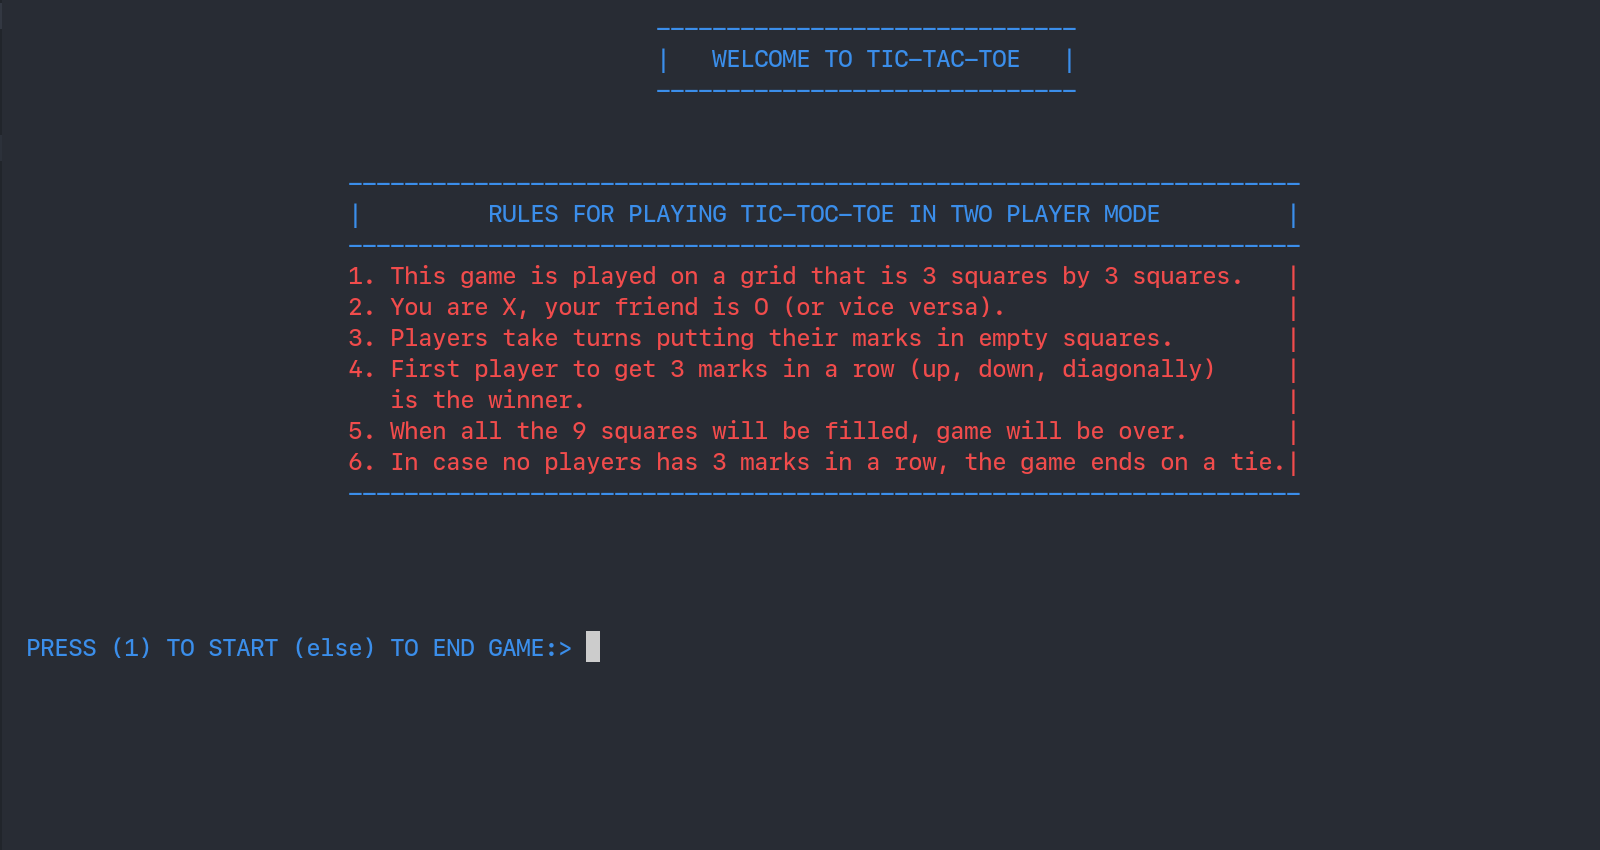 ------------------------------
|   WELCOME TO TIC-TAC-TOE   |
------------------------------
--------------------------------------------------------------------
|         RULES FOR PLAYING TIC-TOC-TOE IN TWO PLAYER MODE         |
--------------------------------------------------------------------
1. This game is played on a grid that is 3 squares by 3 squares.   |
2. You are X, your friend is O (or vice versa).                    |
3. Players take turns putting their marks in empty squares.        |
4. First player to get 3 marks in a row (up, down, diagonally)     |
   is the winner.                                                  |
5. When all the 9 squares will be filled, game will be over.       |
6. In case no players has 3 marks in a row, the game ends on a tie.|
--------------------------------------------------------------------
PRESS (1) TO START (else) TO END GAME:>